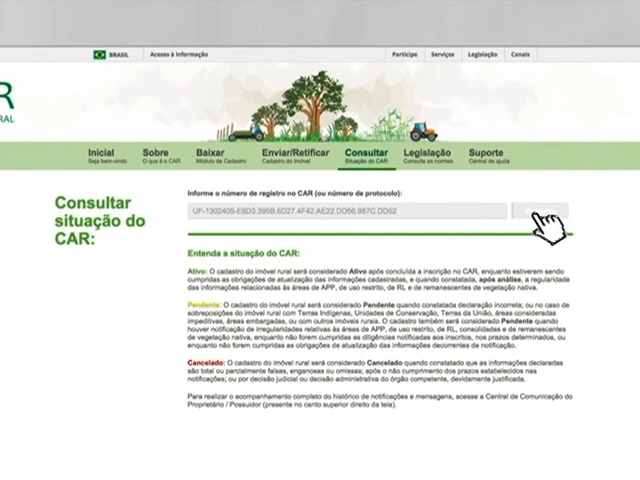 BRASIL Acesso à informação Participe Serviços Legislação Canais
R
RAL
Inicial Sobre Baixar Enviar/Retificar Consultar Legislação Suporte
Seja bem-vindo O que é o CAR Módulo de Cadastro Cadastro do Imóvel Situação do CAR Consulte as normas Central de ajuda
Consultar
situação do
CAR:
Informe o número de registro no CAR (ou número de protocolo):
UF-1302405-E6D3.395B.6D27.4F42.AE22.DD56.987C.DD52
Entenda a situação do CAR:
Ativo: O cadastro do imóvel rural será considerado Ativo após concluída a inscrição no CAR, enquanto estiverem sendo
cumpridas as obrigações de atualização das informações cadastradas, e quando constatada, após análise, a regularidade
das informações relacionadas às áreas de APP, de uso restrito, de RL e de remanescentes de vegetação nativa.
Pendente: O cadastro do imóvel rural será considerado Pendente quando constatada declaração incorreta; ou no caso de
sobreposições do imóvel rural com Terras Indígenas, Unidades de Conservação, Terras da União, áreas consideradas
impeditivas, áreas embargadas, ou com outros imóveis rurais. O cadastro também será considerado Pendente quando
houver notificação de irregularidades relativas às áreas de APP, de uso restrito, de RL, consolidadas e de remanescentes
de vegetação nativa, enquanto não forem cumpridas as diligências notificadas aos inscritos, nos prazos determinados, ou
enquanto não forem cumpridas as obrigações de atualização das informações decorrentes de notificação.
Cancelado: O cadastro do imóvel rural será considerado Cancelado quando constatado que as informações declaradas
são total ou parcialmente falsas, enganosas ou omissas; após o não cumprimento dos prazos estabelecidos nas
notificações; ou por decisão judicial ou decisão administrativa do órgão competente, devidamente justificada.
Para realizar o acompanhamento completo do histórico de notificações e mensagens, acesse a Central de Comunicação do
Proprietário / Possuidor (presente no canto superior direito da tela).